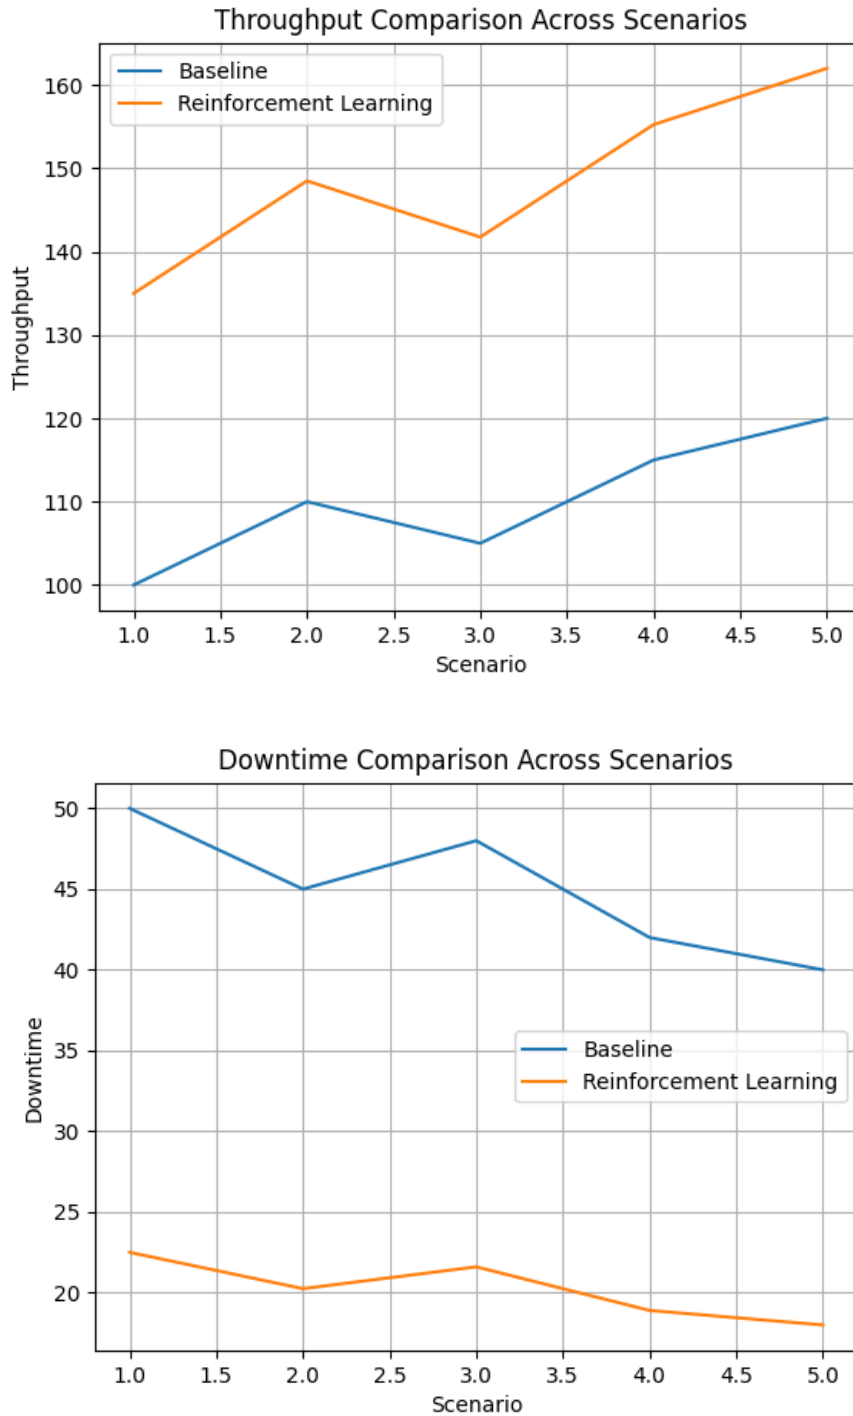 Throughput Comparison Across Scenarios
Baseline
Reinforcement Learning
160
150
140
130
120
110
100
Throughput
1.0 1.5 2.0 2.5 3.0 3.5 4.0 4.5 5.0
Scenario
Downtime Comparison Across Scenarios
50
45
40
35
30
25
20
Downtime
Baseline
Reinforcement Learning
1.0 1.5 2.0 2.5 3.0 3.5 4.0 4.5 5.0
Scenario